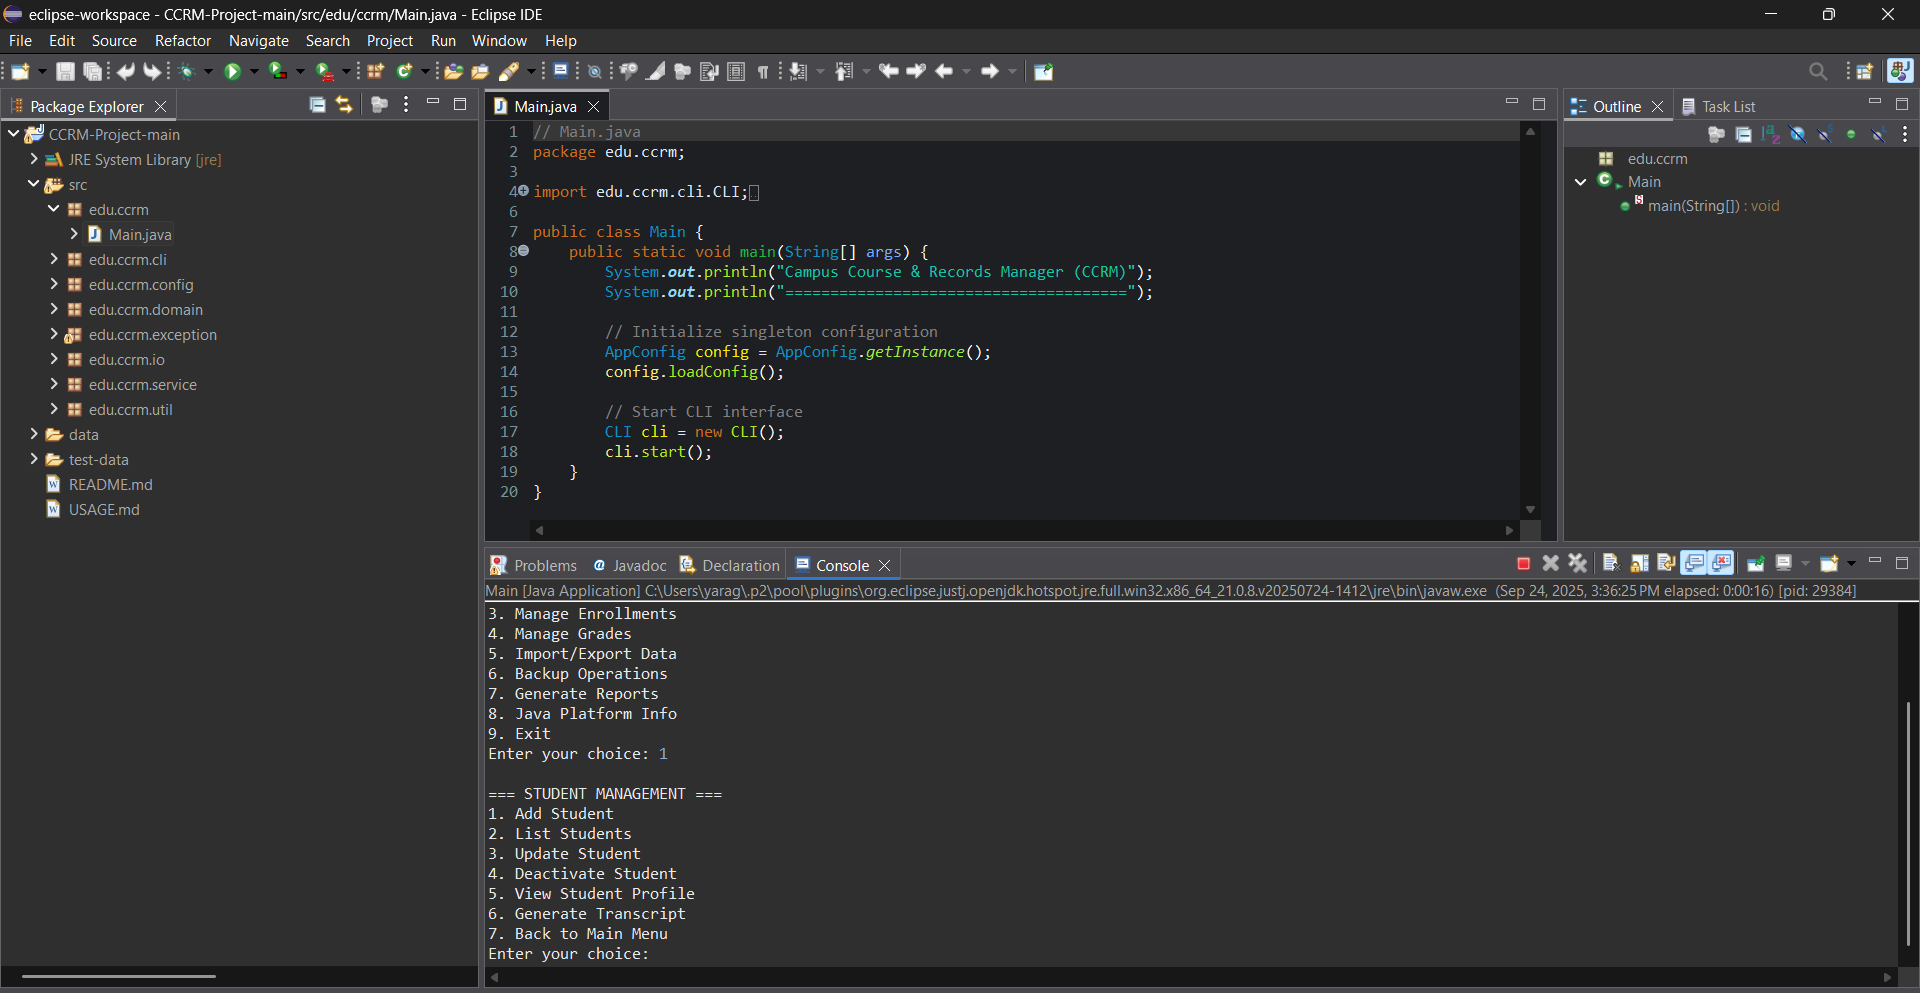 eclipse-workspace - CCRM-Project-main/src/edu/ccrm/Main.java - Eclipse IDE
File Edit Source Refactor Navigate Search Project Run Window Help
Package Explorer
CCRM-Project-main
JRE System Library [jre]
src
edu.ccrm
Main.java
edu.ccrm.cli
edu.ccrm.config
edu.ccrm.domain
edu.ccrm.exception
edu.ccrm.io
edu.ccrm.service
edu.ccrm.util
data
test-data
README.md
USAGE.md
Main.java
1 // Main.java
2 package edu.ccrm;
3
4 import edu.ccrm.cli.CLI;
6
7 public class Main {
8     public static void main(String[] args) {
9         System.out.println("Campus Course & Records Manager (CCRM)");
10         System.out.println("======================================");
11
12         // Initialize singleton configuration
13         AppConfig config = AppConfig.getInstance();
14         config.loadConfig();
15
16         // Start CLI interface
17         CLI cli = new CLI();
18         cli.start();
19     }
20 }
Outline Task List
edu.ccrm
Main
main(String[]) : void
Problems @ Javadoc Declaration Console
Main [Java Application] C:\Users\yarag\.p2\pool\plugins\org.eclipse.justj.openjdk.hotspot.jre.full.win32.x86_64_21.0.8.v20250724-1412\jre\bin\javaw.exe (Sep 24, 2025, 3:36:25 PM elapsed: 0:00:16) [pid: 29384]
3. Manage Enrollments
4. Manage Grades
5. Import/Export Data
6. Backup Operations
7. Generate Reports
8. Java Platform Info
9. Exit
Enter your choice: 1
=== STUDENT MANAGEMENT ===
1. Add Student
2. List Students
3. Update Student
4. Deactivate Student
5. View Student Profile
6. Generate Transcript
7. Back to Main Menu
Enter your choice: